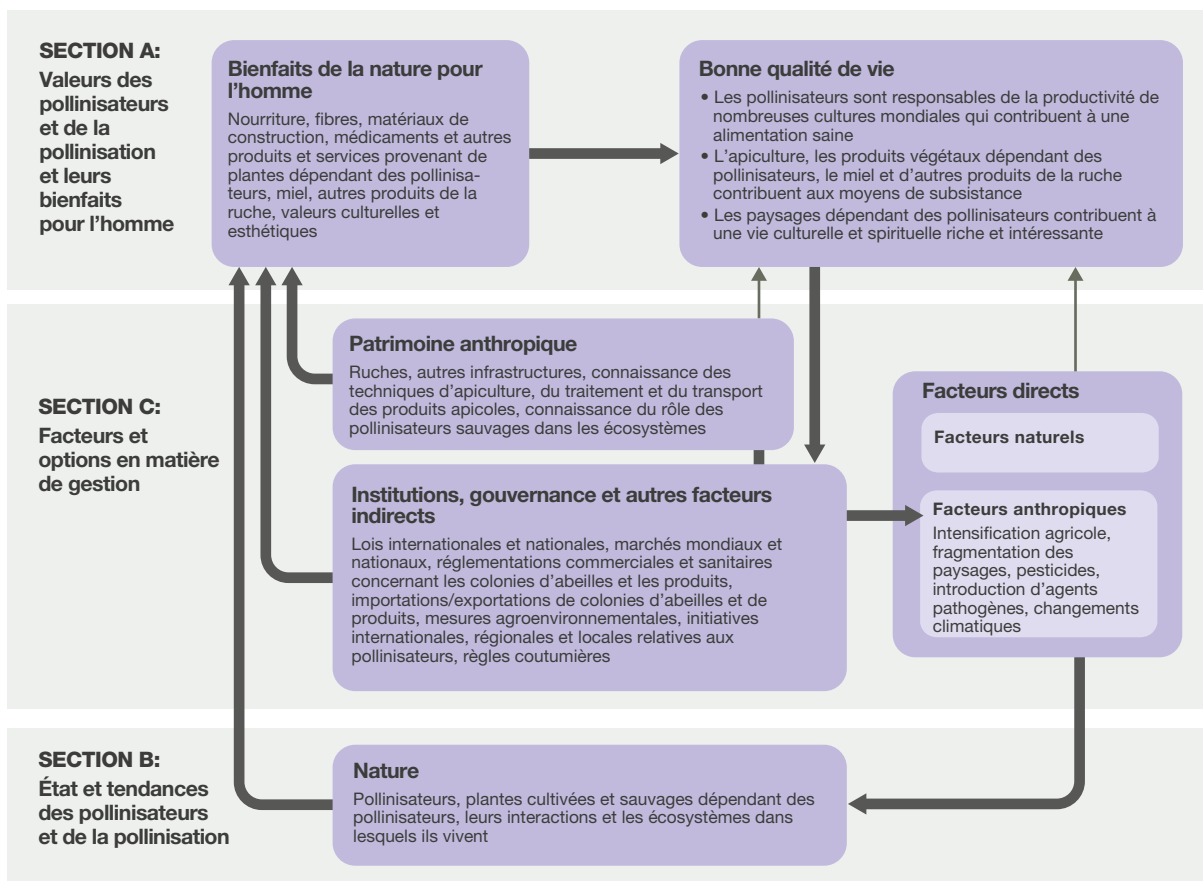 SECTION A:
Valeurs des
pollinisateurs
et de la
pollinisation
et leurs
bienfaits
pour l’homme
Bienfaits de la nature pour
l’homme
Nourriture, fibres, matériaux de
construction, médicaments et autres
produits et services provenant de
plantes dépendant des pollinisa-
teurs, miel, autres produits de la
ruche, valeurs culturelles et
esthétiques
Bonne qualité de vie
• Les pollinisateurs sont responsables de la productivité de
nombreuses cultures mondiales qui contribuent à une
alimentation saine
• L’apiculture, les produits végétaux dépendant des
pollinisateurs, le miel et d’autres produits de la ruche
contribuent aux moyens de subsistance
• Les paysages dépendant des pollinisateurs contribuent à
une vie culturelle et spirituelle riche et intéressante
SECTION C:
Facteurs et
options en matière
de gestion
Patrimoine anthropique
Ruches, autres infrastructures, connaissance des
techniques d’apiculture, du traitement et du transport
des produits apicoles, connaissance du rôle des
pollinisateurs sauvages dans les écosystèmes
Institutions, gouvernance et autres facteurs
indirects
Lois internationales et nationales, marchés mondiaux et
nationaux, réglementations commerciales et sanitaires
concernant les colonies d’abeilles et les produits,
importations/exportations de colonies d’abeilles et de
produits, mesures agroenvironnementales, initiatives
internationales, régionales et locales relatives aux
pollinisateurs, règles coutumières
Facteurs directs
Facteurs naturels
Facteurs anthropiques
Intensification agricole,
fragmentation des
paysages, pesticides,
introduction d’agents
pathogènes, changements
climatiques
SECTION B:
État et tendances
des pollinisateurs
et de la pollinisation
Nature
Pollinisateurs, plantes cultivées et sauvages dépendant des
pollinisateurs, leurs interactions et les écosystèmes dans
lesquels ils vivent